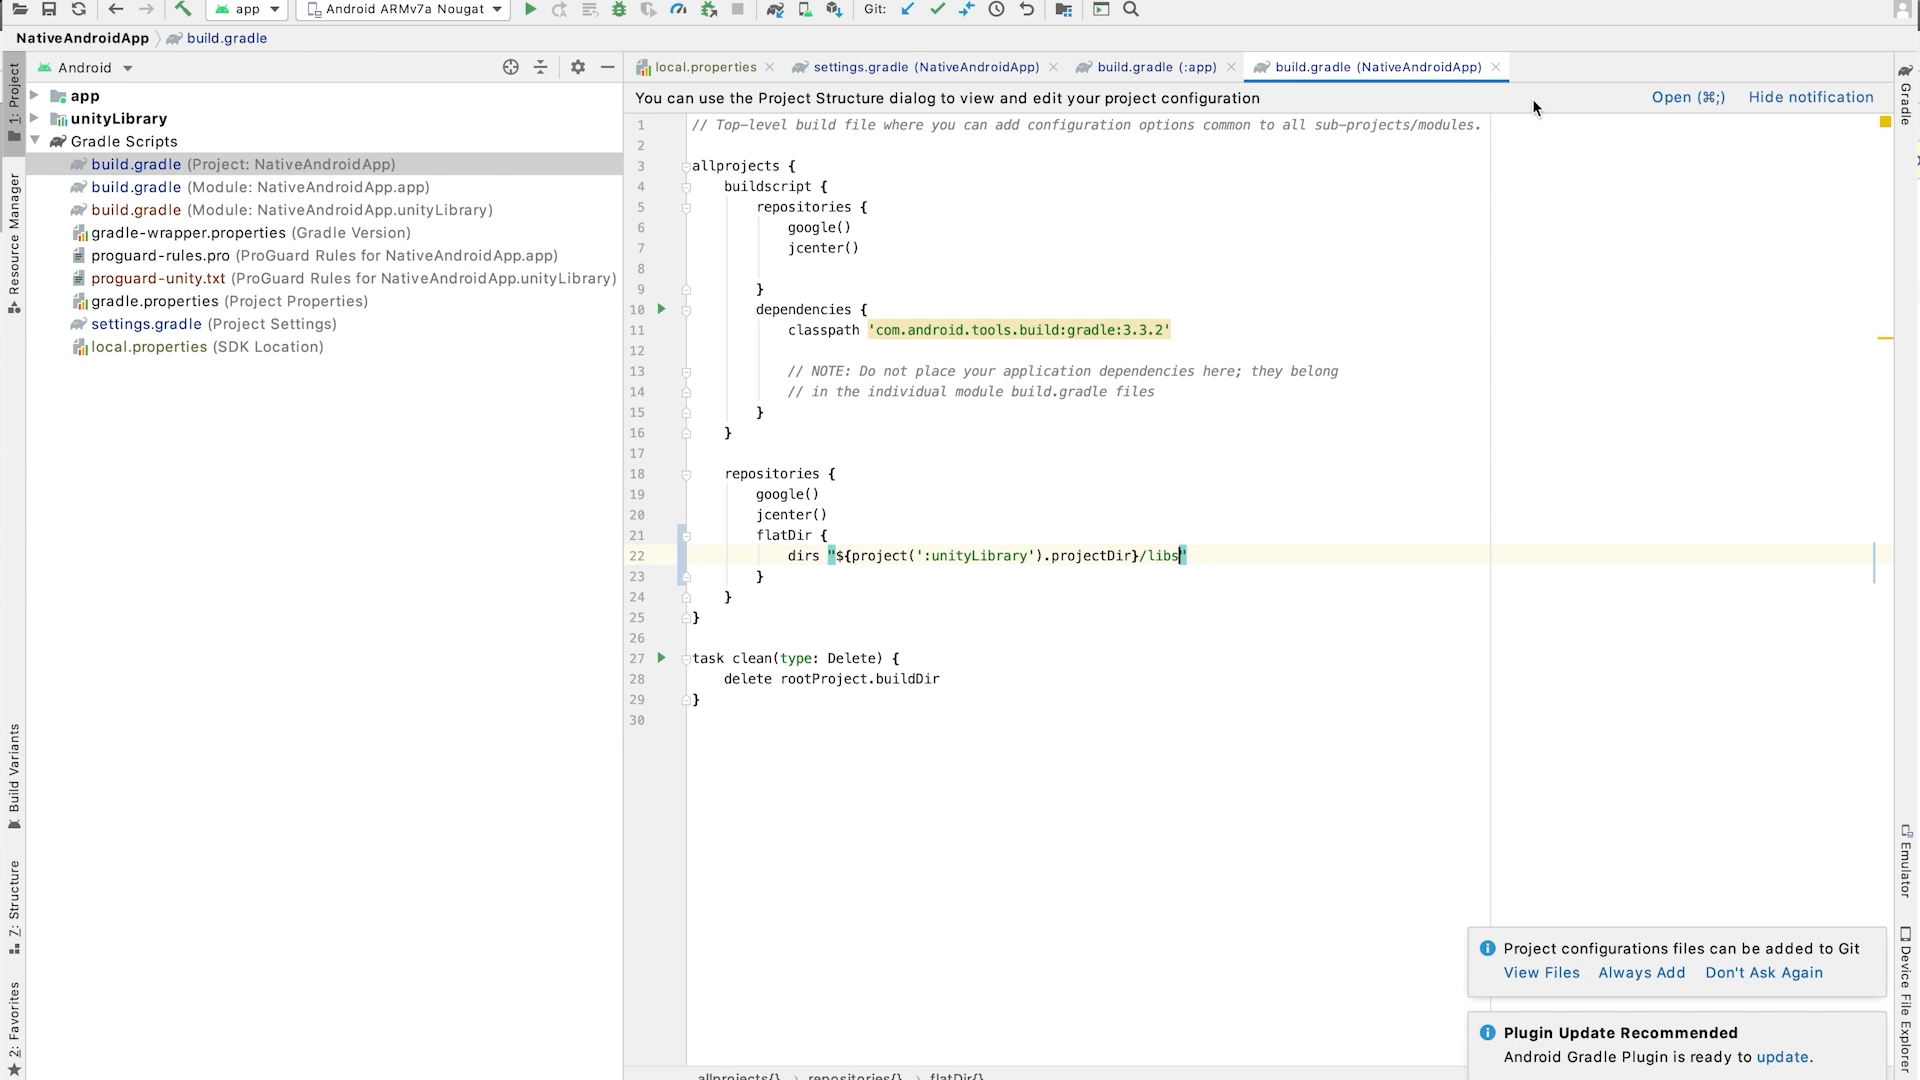 app
Android ARMv7a Nougat
Git:
NativeAndroidApp
build.gradle
1: Project
Resource Manager
Build Variants
7: Structure
2: Favorites
Android
app
unityLibrary
Gradle Scripts
build.gradle (Project: NativeAndroidApp)
build.gradle (Module: NativeAndroidApp.app)
build.gradle (Module: NativeAndroidApp.unityLibrary)
gradle-wrapper.properties (Gradle Version)
proguard-rules.pro (ProGuard Rules for NativeAndroidApp.app)
proguard-unity.txt (ProGuard Rules for NativeAndroidApp.unityLibrary)
gradle.properties (Project Properties)
settings.gradle (Project Settings)
local.properties (SDK Location)
local.properties
settings.gradle (NativeAndroidApp)
build.gradle (:app)
build.gradle (NativeAndroidApp)
You can use the Project Structure dialog to view and edit your project configuration
Open (⌘;)
Hide notification
1 // Top-level build file where you can add configuration options common to all sub-projects/modules.
2
3 allprojects {
4 buildscript {
5 repositories {
6 google()
7 jcenter()
8
9 }
10 dependencies {
11 classpath 'com.android.tools.build:gradle:3.3.2'
12
13 // NOTE: Do not place your application dependencies here; they belong
14 // in the individual module build.gradle files
15 }
16 }
17
18 repositories {
19 google()
20 jcenter()
21 flatDir {
22 dirs "${project(':unityLibrary').projectDir}/libs"
23 }
24 }
25 }
26
27 task clean(type: Delete) {
28 delete rootProject.buildDir
29 }
30
allprojects{} › repositories{} › flatDir{}
Project configurations files can be added to Git
View Files Always Add Don't Ask Again
Plugin Update Recommended
Android Gradle Plugin is ready to update.
Gradle
Emulator
Device File Explorer